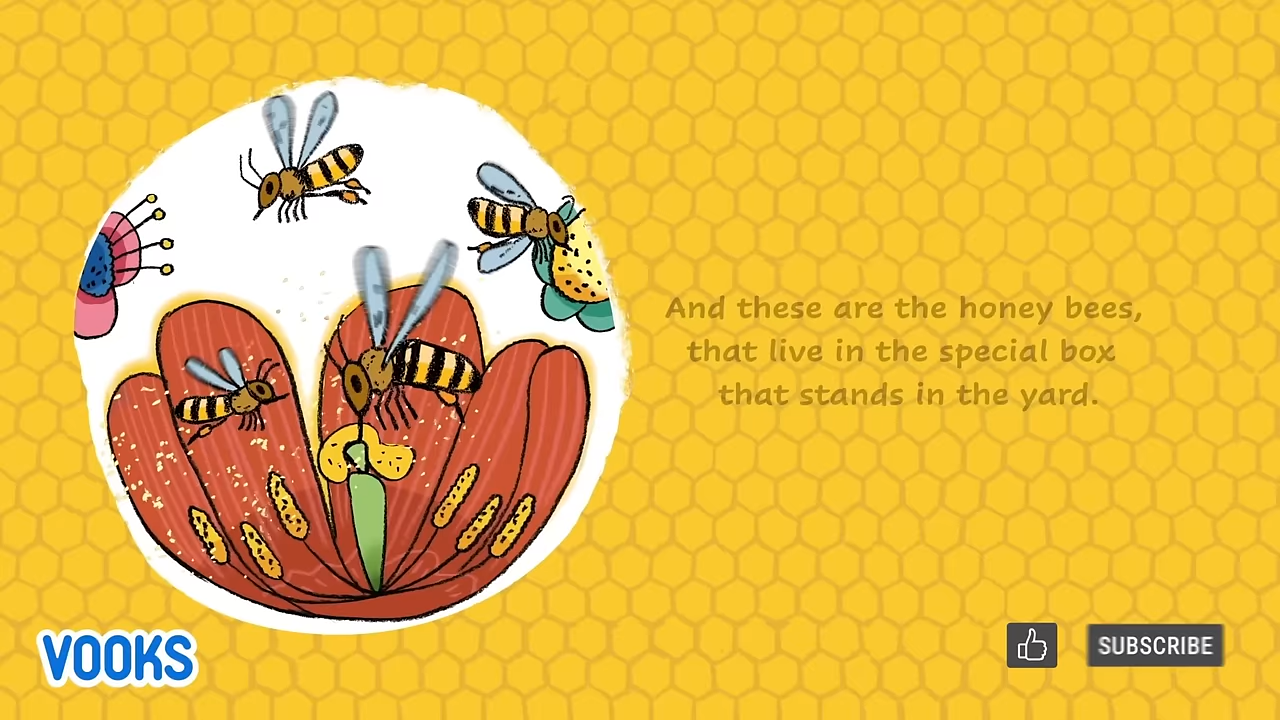 And these are the honey bees,
that live in the special box
that stands in the yard.
VOOKS
SUBSCRIBE